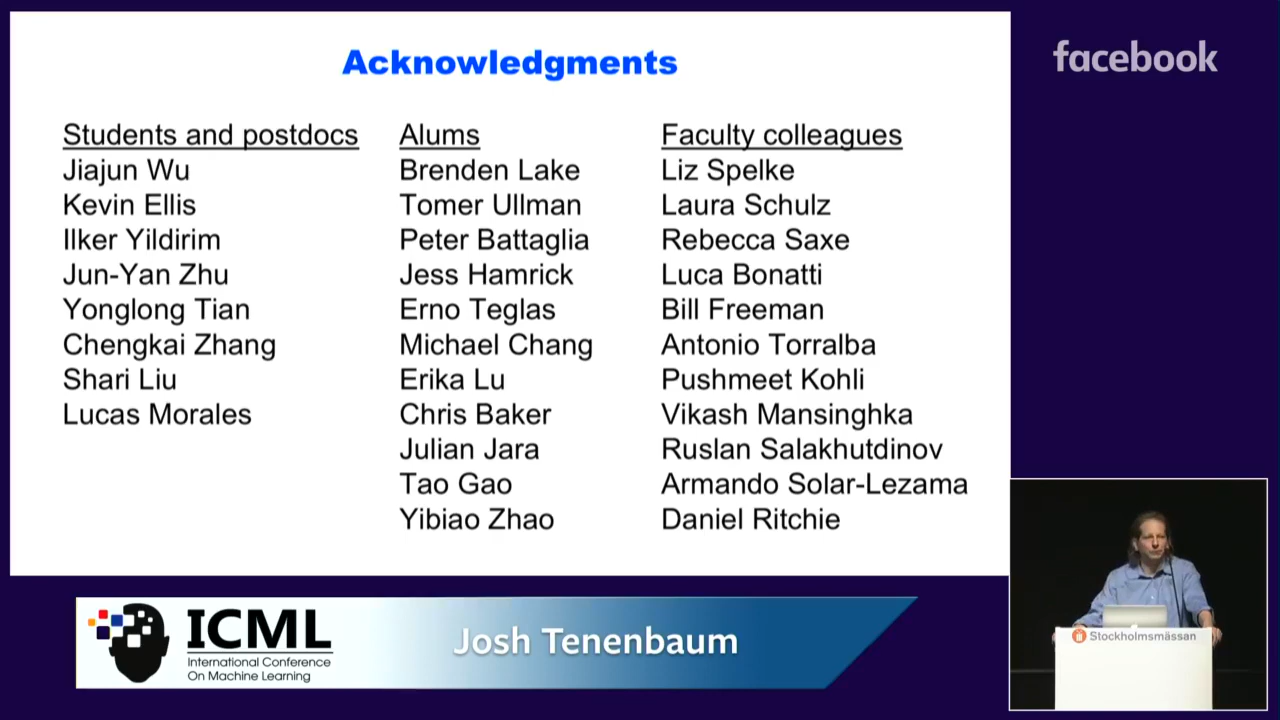 Acknowledgments
Students and postdocs
Jiajun Wu
Kevin Ellis
Ilker Yildirim
Jun-Yan Zhu
Yonglong Tian
Chengkai Zhang
Shari Liu
Lucas Morales
Alums
Brenden Lake
Tomer Ullman
Peter Battaglia
Jess Hamrick
Erno Teglas
Michael Chang
Erika Lu
Chris Baker
Julian Jara
Tao Gao
Yibiao Zhao
Faculty colleagues
Liz Spelke
Laura Schulz
Rebecca Saxe
Luca Bonatti
Bill Freeman
Antonio Torralba
Pushmeet Kohli
Vikash Mansinghka
Ruslan Salakhutdinov
Armando Solar-Lezama
Daniel Ritchie
facebook
Stockholmsmässan
ICML
International Conference
On Machine Learning
Josh Tenenbaum